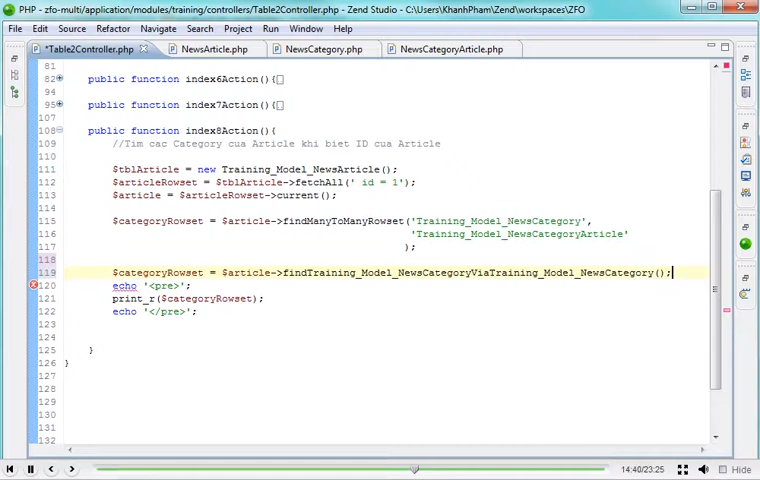 PHP - zfo-multi/application/modules/training/controllers/Table2Controller.php - Zend Studio - C:\Users\KhanhPham\Zend\workspaces\ZFO
File Edit Source Refactor Navigate Search Project Run Window Help
*Table2Controller.php NewsArticle.php NewsCategory.php NewsCategoryArticle.php
81
82 public function index6Action(){
94
95 public function index7Action(){
107
108 public function index8Action(){
109 //Tim cac Category cua Article khi biet ID cua Article
110
111 $tblArticle = new Training_Model_NewsArticle();
112 $articleRowset = $tblArticle->fetchAll(' id = 1');
113 $article = $articleRowset->current();
114
115 $categoryRowset = $article->findManyToManyRowset('Training_Model_NewsCategory',
116 'Training_Model_NewsCategoryArticle'
117 );
118
119 $categoryRowset = $article->findTraining_Model_NewsCategoryViaTraining_Model_NewsCategory();
120 echo '<pre>';
121 print_r($categoryRowset);
122 echo '</pre>';
123
124
125 }
126 }
127
128
129
130
131
132
14:40/23:25 Hide